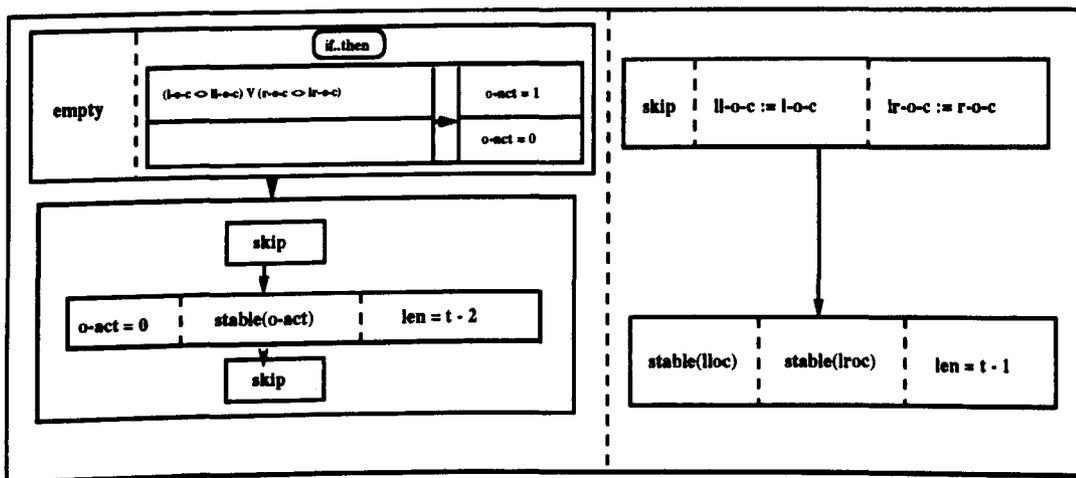 if..then
empty
(l-o-c <> ll-o-c) V (r-o-c <> lr-o-c)
o-act = 1
o-act = 0
skip
o-act = 0
stable(o-act)
len = t - 2
skip
skip
ll-o-c := l-o-c
lr-o-c := r-o-c
stable(lloc)
stable(lroc)
len = t - 1